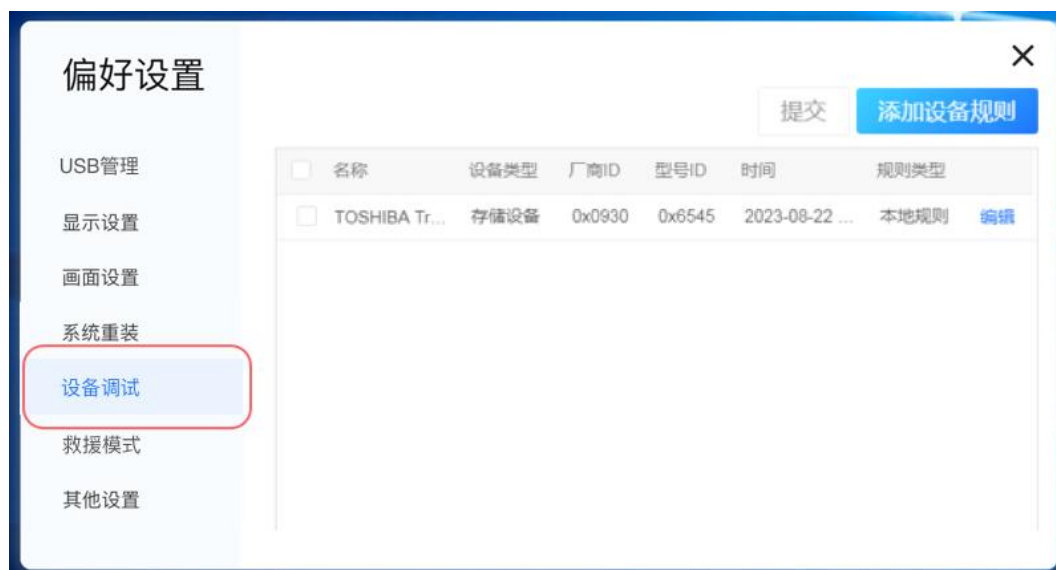 偏好设置
提交 添加设备规则
USB管理
显示设置
画面设置
系统重装
设备调试
救援模式
其他设置
名称 设备类型 厂商ID 型号ID 时间 规则类型
TOSHIBA Tr... 存储设备 0x0930 0x6545 2023-08-22 ... 本地规则 编辑